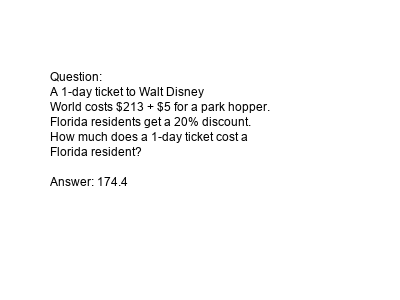 Question:
A 1-day ticket to Walt Disney
World costs $213 + $5 for a park hopper.
Florida residents get a 20% discount.
How much does a 1-day ticket cost a
Florida resident?
Answer: 174.4